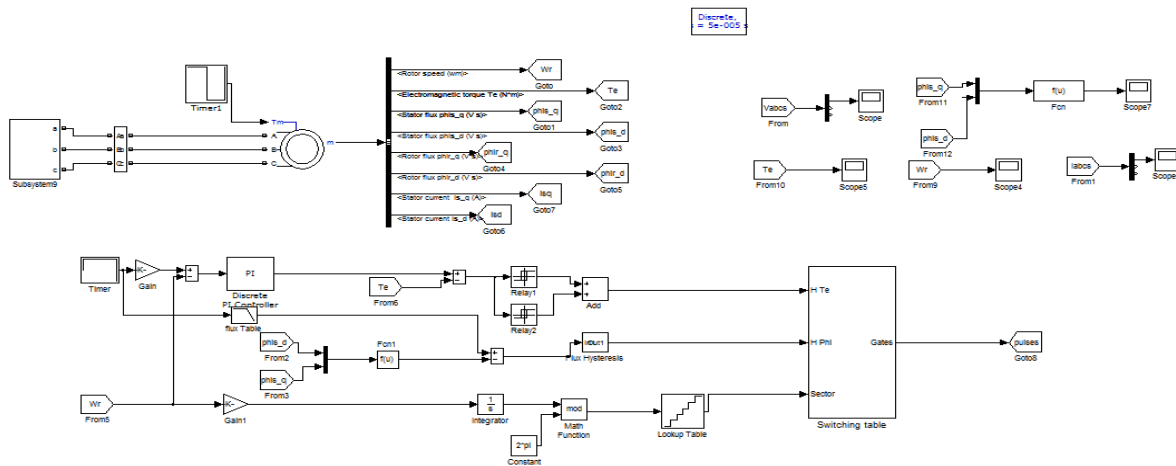 Discrete,
s = 5e-005 s
Timer1
Tm
a
b
c
Subsystem9
Aa
Bb
Cc
A
B
C
m
<Rotor speed (wm)>
Wr
Goto
<Electromagnetic torque Te (N*m)>
Te
Goto2
<Stator flux phis_q (V s)>
phis_q
Goto1
<Stator flux phis_d (V s)>
phis_d
Goto3
<Rotor flux phir_q (V s)>
phir_q
Goto4
<Rotor flux phir_d (V s)>
phir_d
Goto5
<Stator current is_q (A)>
Isq
Goto7
<Stator current is_d (A)>
Isd
Goto6
Vabcs
From
Scope
phis_q
From11
phis_d
From12
f(u)
Fcn
Scope7
Te
From10
Scope5
Wr
From9
Scope4
Iabcs
From1
Scope
Timer
-K-
Gain
PI
Discrete
PI Controller
flux Table
Te
From6
Relay1
Relay2
Add
phis_d
From2
phis_q
From3
Fcn1
f(u)
Flux Hysteresis
Wr
From5
-K-
Gain1
1
s
Integrator
2*pi
Constant
mod
Math
Function
Lookup Table
H Te
H Phi
Sector
Gates
Switching table
pulses
Goto8